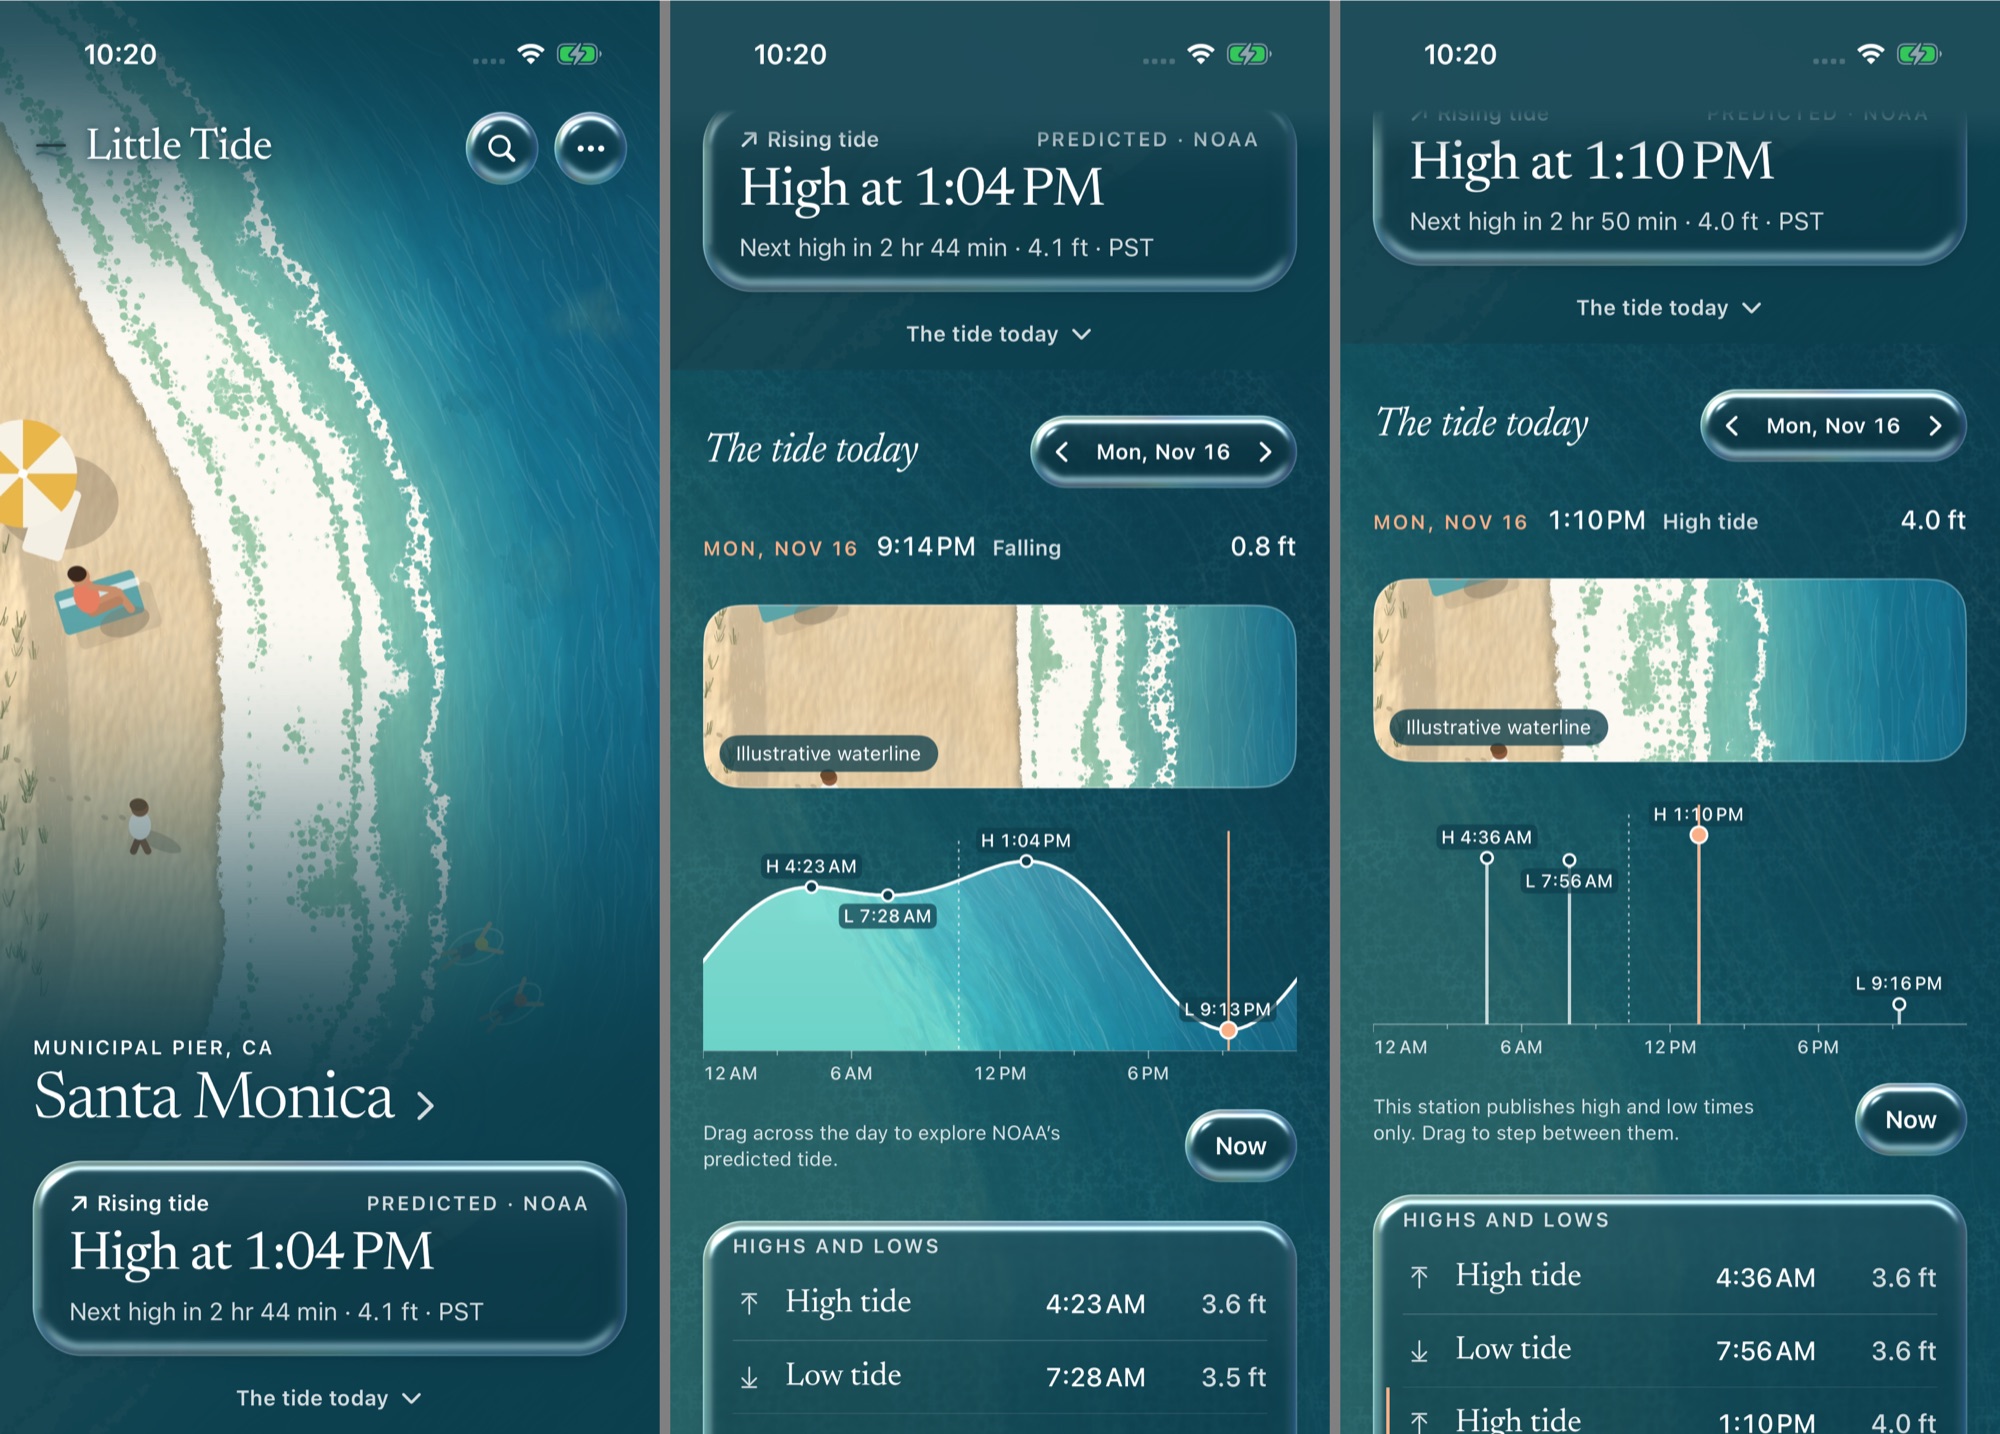 10:20
Little Tide
MUNICIPAL PIER, CA
Santa Monica
Rising tide
PREDICTED · NOAA
High at 1:04 PM
Next high in 2 hr 44 min · 4.1 ft · PST
The tide today
10:20
Rising tide
PREDICTED · NOAA
High at 1:04 PM
Next high in 2 hr 44 min · 4.1 ft · PST
The tide today
The tide today
Mon, Nov 16
MON, NOV 16 9:14 PM Falling 0.8 ft
Illustrative waterline
H 1:04 PM
H 4:23 AM
L 7:28 AM
L 9:13 PM
12 AM 6 AM 12 PM 6 PM
Drag across the day to explore NOAA's
predicted tide.
Now
HIGHS AND LOWS
High tide 4:23 AM 3.6 ft
Low tide 7:28 AM 3.5 ft
10:20
Rising tide
PREDICTED · NOAA
High at 1:10 PM
Next high in 2 hr 50 min · 4.0 ft · PST
The tide today
The tide today
Mon, Nov 16
MON, NOV 16 1:10 PM High tide 4.0 ft
Illustrative waterline
H 1:10 PM
H 4:36 AM
L 7:56 AM
L 9:16 PM
12 AM 6 AM 12 PM 6 PM
This station publishes high and low times
only. Drag to step between them.
Now
HIGHS AND LOWS
High tide 4:36 AM 3.6 ft
Low tide 7:56 AM 3.6 ft
High tide 1:10 PM 4.0 ft